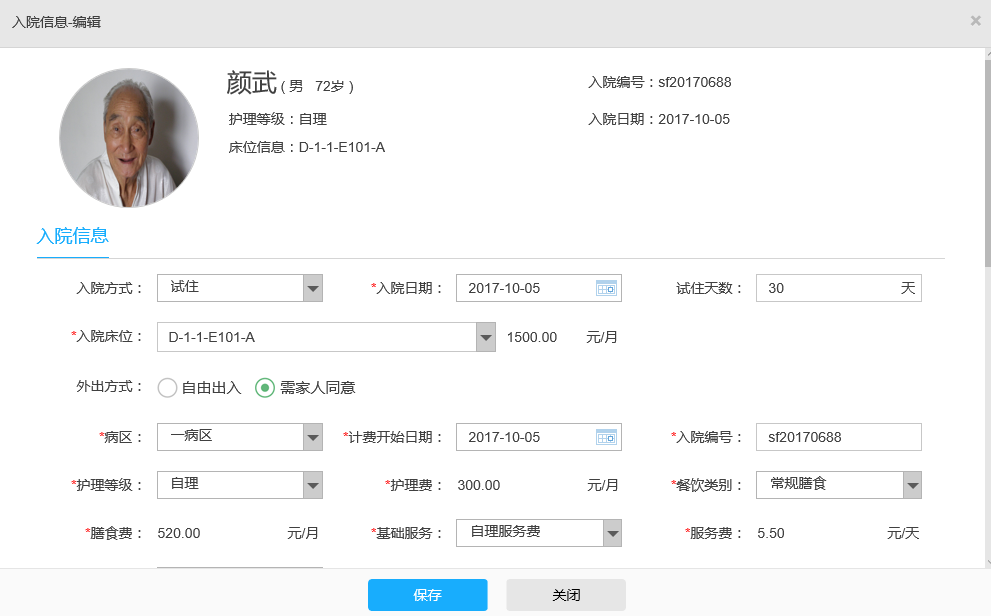 入院信息-编辑
×
颜武 ( 男 72岁 )
入院编号：sf20170688
护理等级：自理
入院日期：2017-10-05
床位信息：D-1-1-E101-A
入院信息
入院方式： 试住 *入院日期： 2017-10-05 试住天数： 30 天
*入院床位： D-1-1-E101-A 1500.00 元/月
外出方式： 自由出入 需家人同意
*病区： 一病区 *计费开始日期： 2017-10-05 *入院编号： sf20170688
*护理等级： 自理 *护理费： 300.00 元/月 *餐饮类别： 常规膳食
*膳食费： 520.00 元/月 *基础服务： 自理服务费 *服务费： 5.50 元/天
保存 关闭